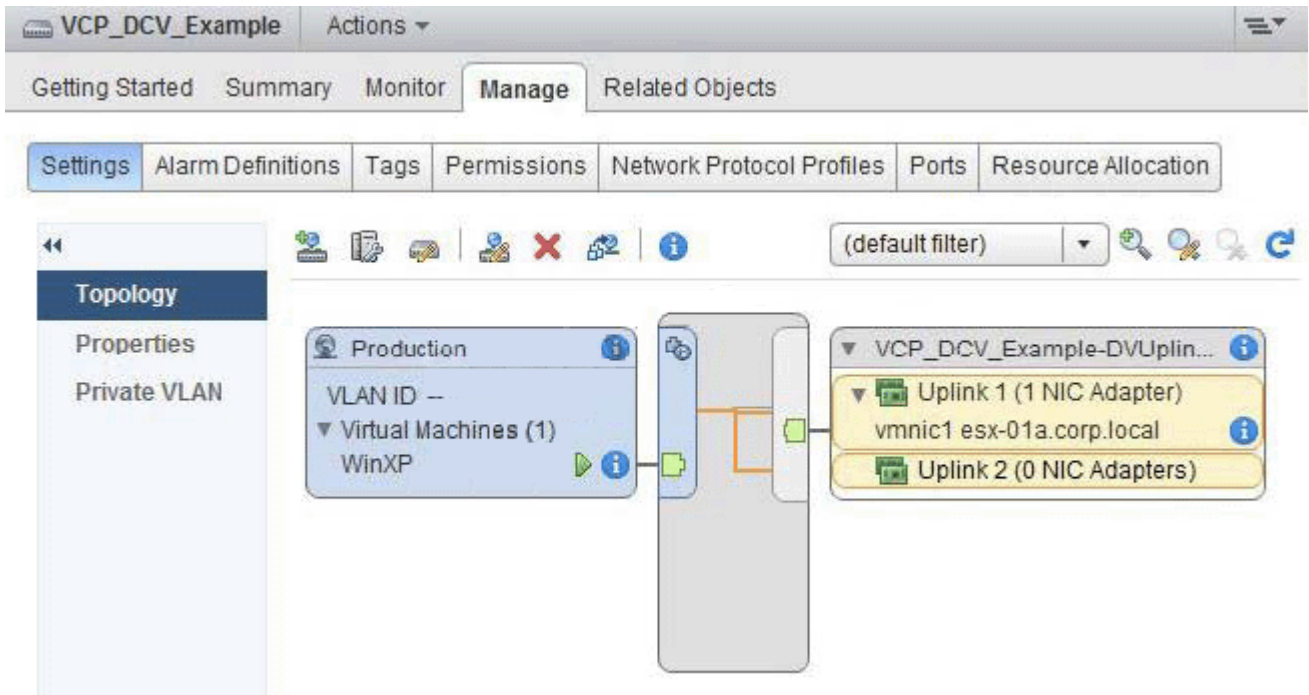 VCP_DCV_Example Actions
Getting Started Summary Monitor Manage Related Objects
Settings Alarm Definitions Tags Permissions Network Protocol Profiles Ports Resource Allocation
(default filter)
Topology
Properties
Private VLAN
Production
VLAN ID --
Virtual Machines (1)
WinXP
VCP_DCV_Example-DVUplin...
Uplink 1 (1 NIC Adapter)
vmnic1 esx-01a.corp.local
Uplink 2 (0 NIC Adapters)